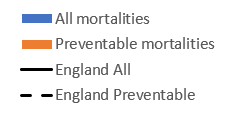 All mortalities
Preventable mortalities
England All
England Preventable